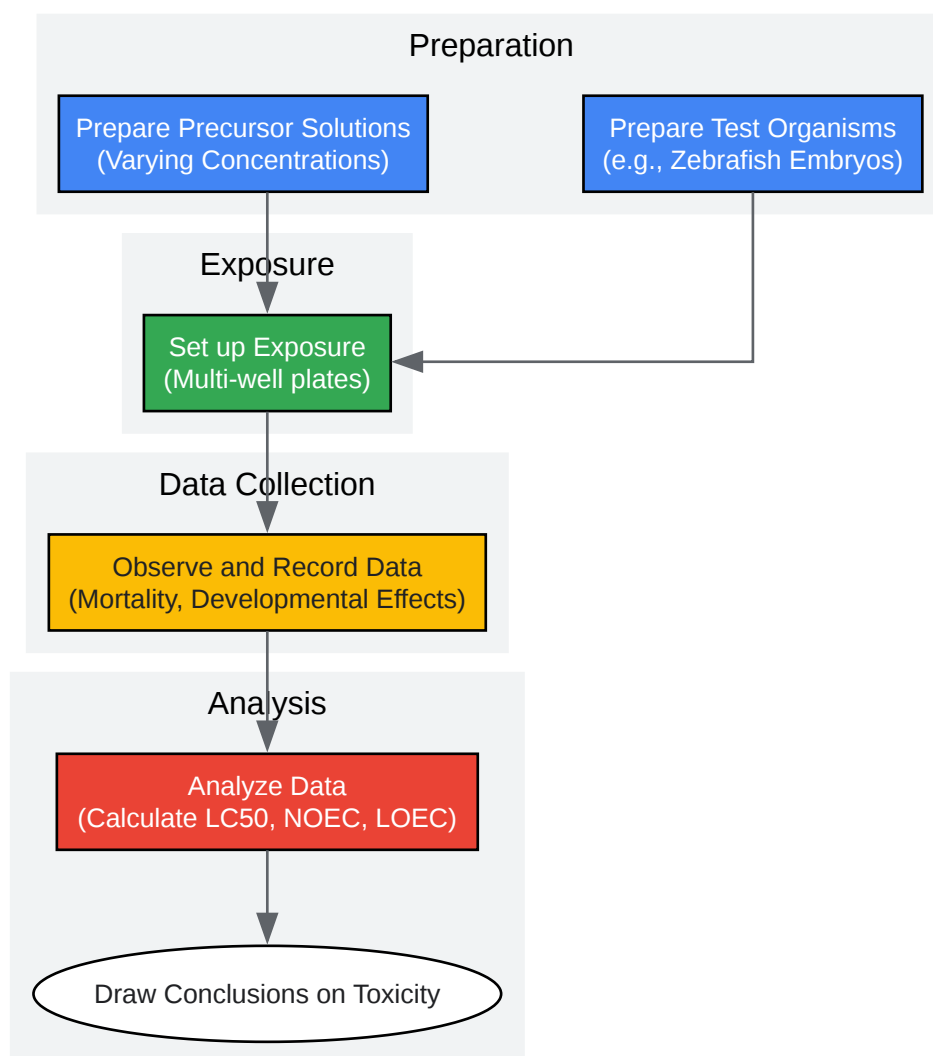 Preparation
Prepare Precursor Solutions
(Varying Concentrations)
Prepare Test Organisms
(e.g., Zebrafish Embryos)
Exposure
Set up Exposure
(Multi-well plates)
Data Collection
Observe and Record Data
(Mortality, Developmental Effects)
Analysis
Analyze Data
(Calculate LC50, NOEC, LOEC)
Draw Conclusions on Toxicity